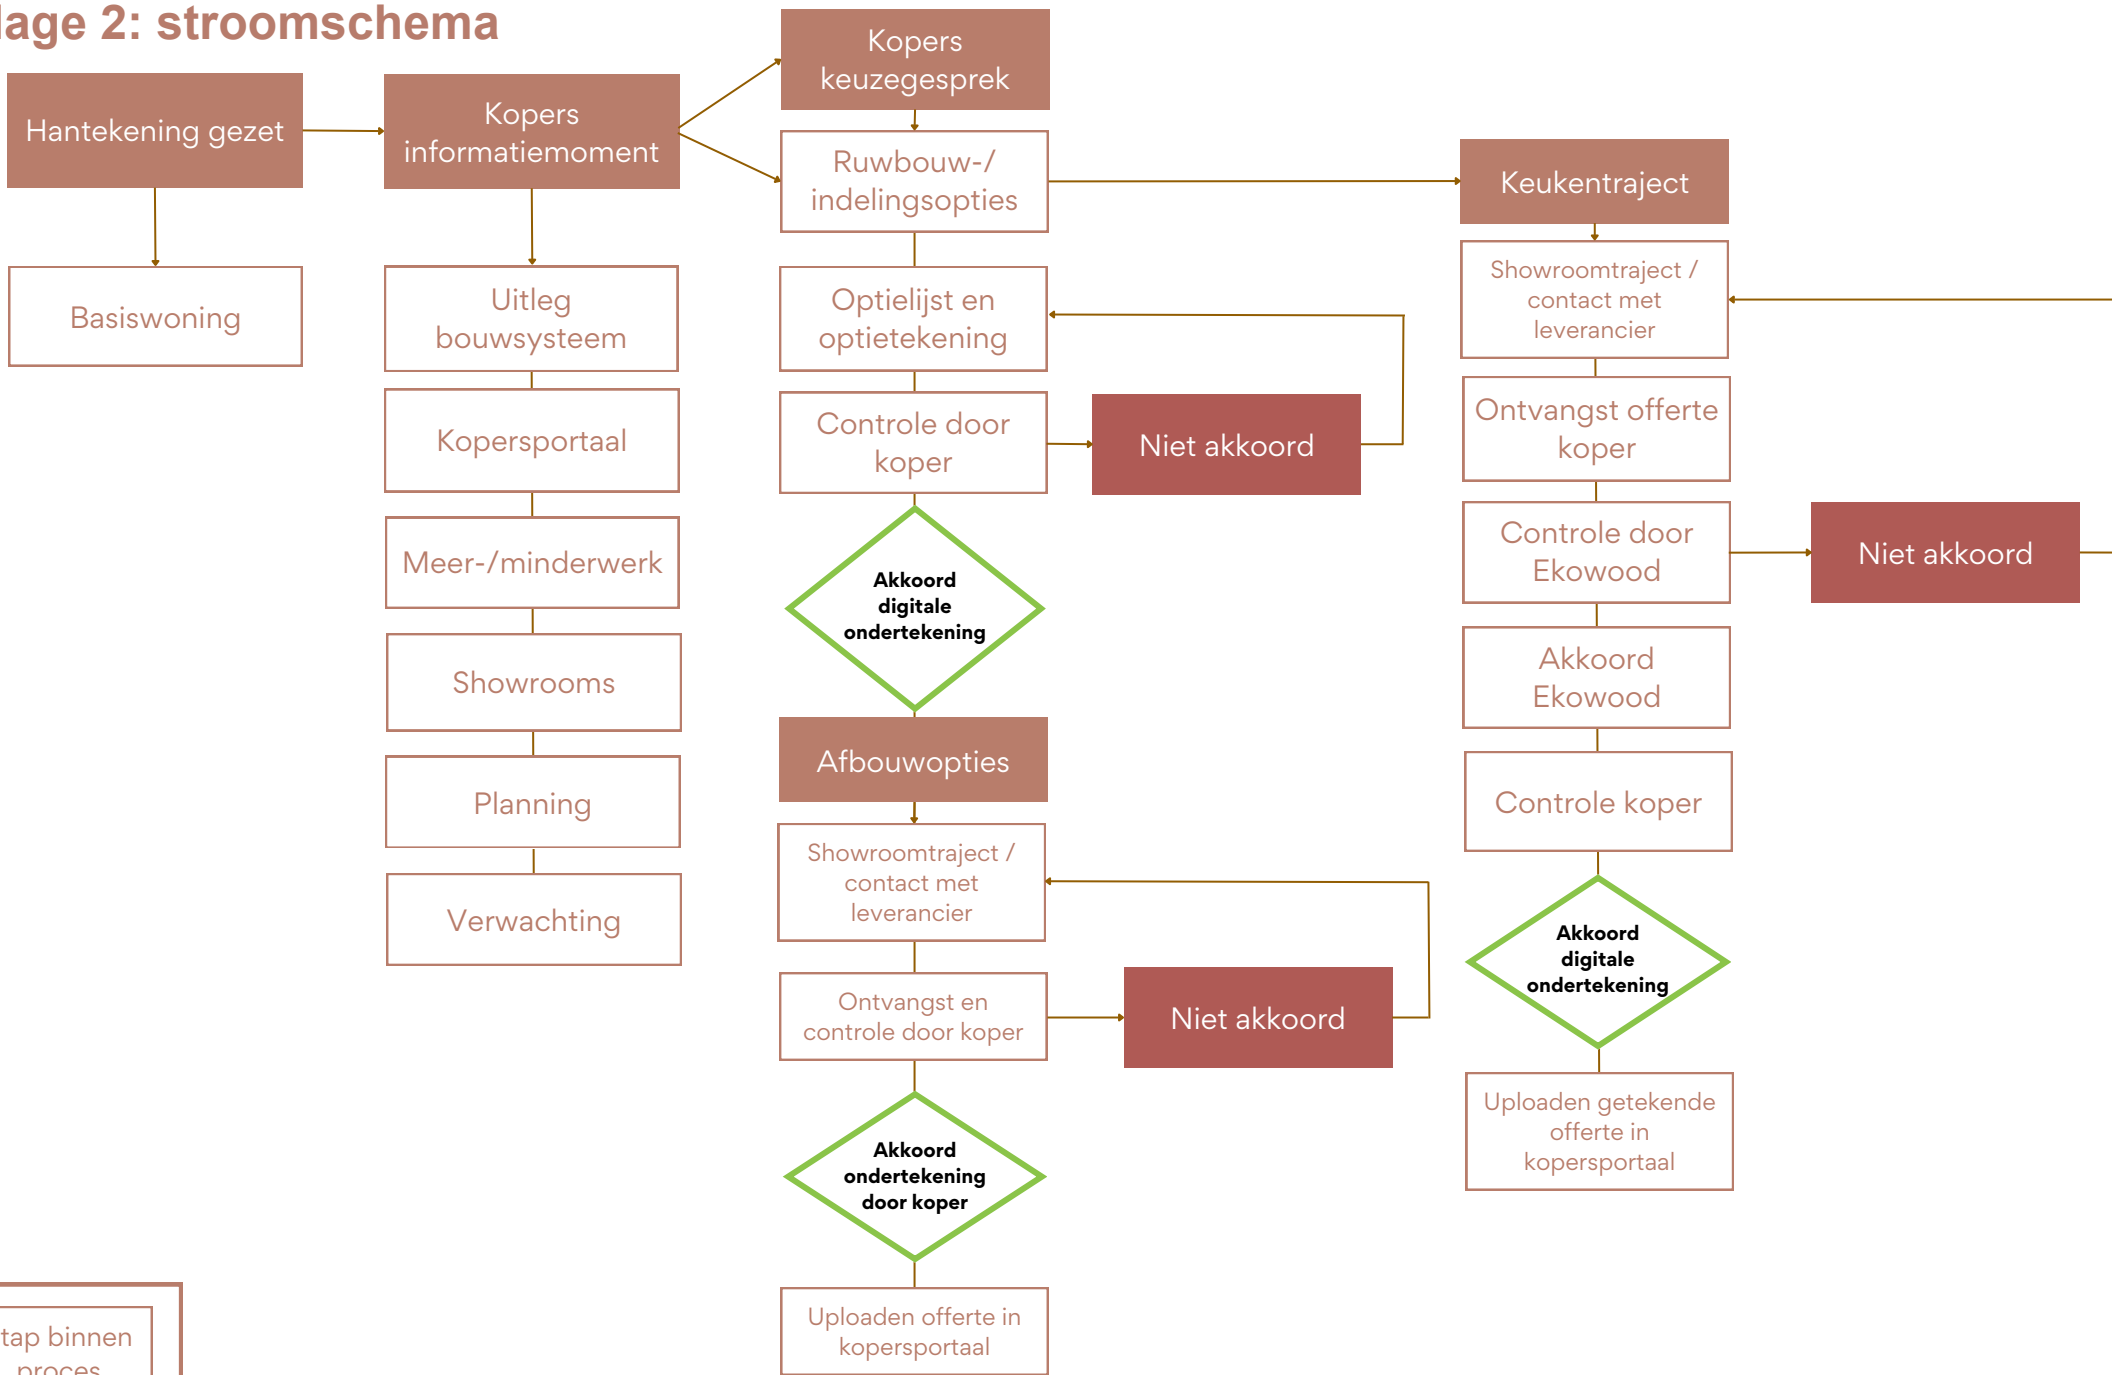 lage 2: stroomschema
Hantekening gezet
Basiswoning
Kopers
informatiemoment
Uitleg
bouwsysteem
Kopersportaal
Meer-/minderwerk
Showrooms
Planning
Verwachting
Kopers
keuzegesprek
Ruwbouw-/
indelingsopties
Optielijst en
optietekening
Controle door
koper
Niet akkoord
Akkoord
digitale
ondertekening
Afbouwopties
Showroomtraject /
contact met
leverancier
Ontvangst en
controle door koper
Niet akkoord
Akkoord
ondertekening
door koper
Uploaden offerte in
kopersportaal
Keukentraject
Showroomtraject /
contact met
leverancier
Ontvangst offerte
koper
Controle door
Ekowood
Niet akkoord
Akkoord
Ekowood
Controle koper
Akkoord
digitale
ondertekening
Uploaden getekende
offerte in
kopersportaal
tap binnen
proces